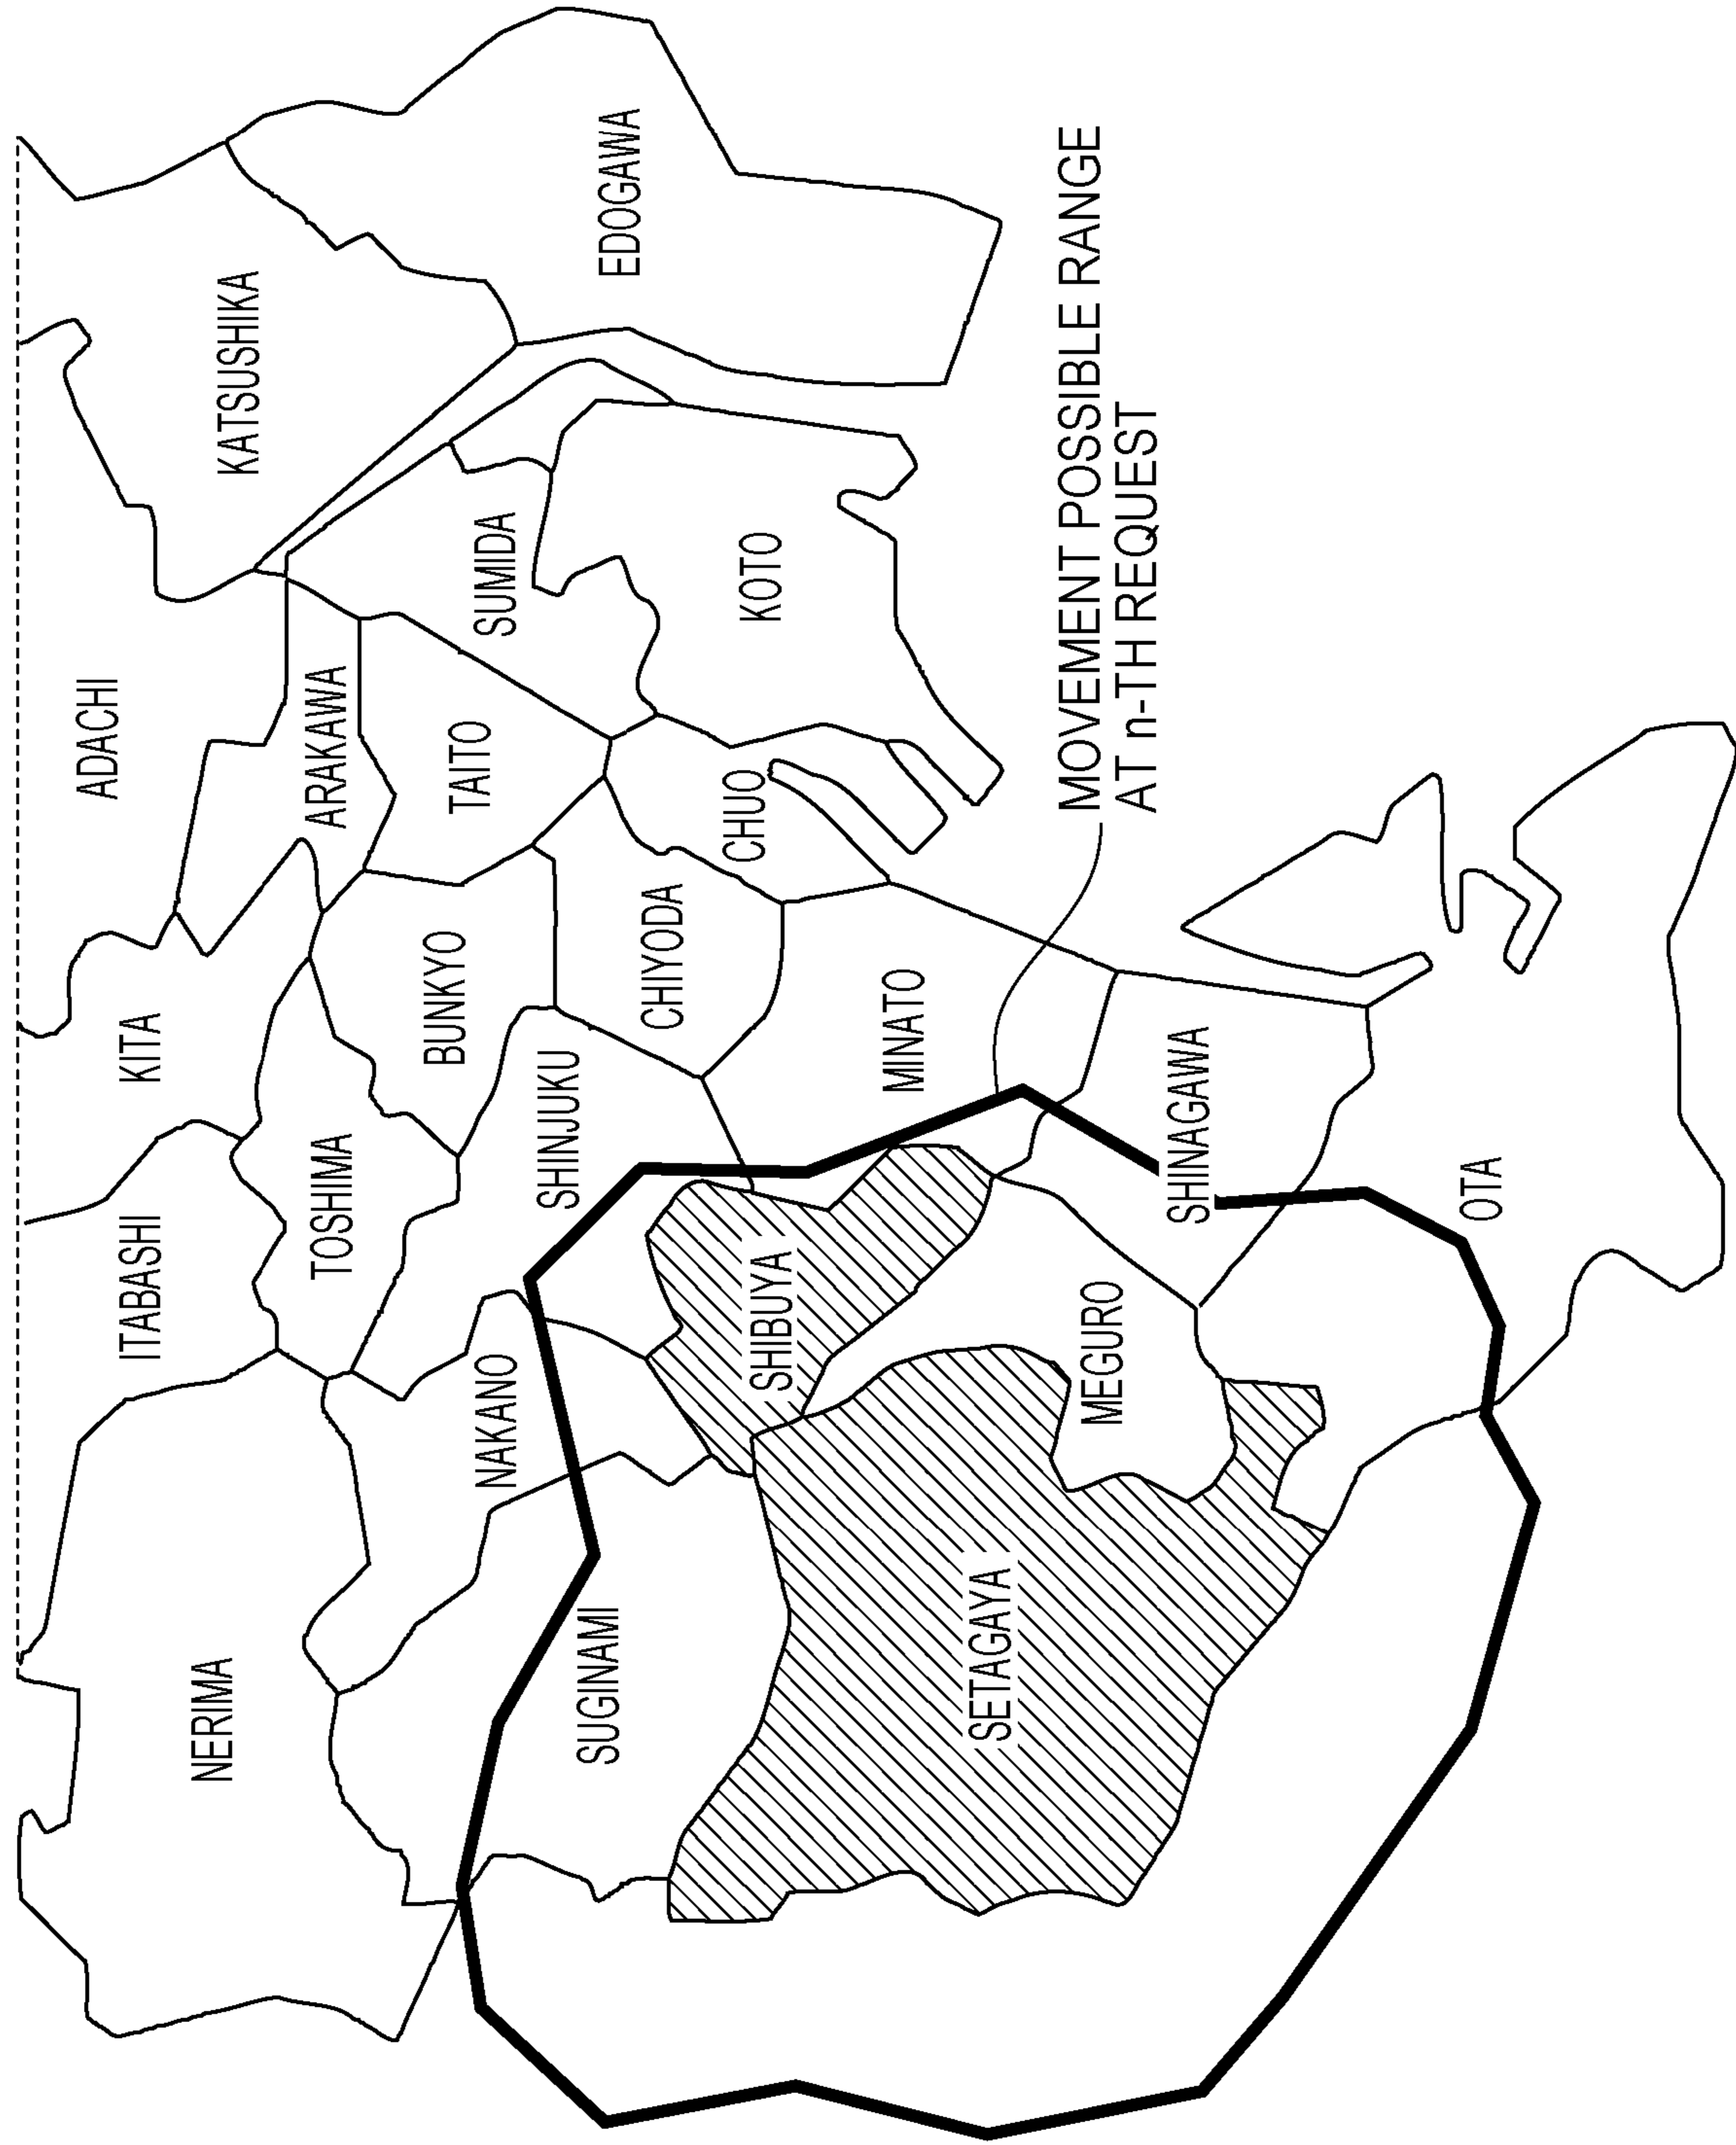 ADACHI
KATSUSHIKA
KITA
ITABASHI
NERIMA
ARAKAWA
TOSHIMA
TAITO
BUNKYO
SUMIDA
EDOGAWA
NAKANO
SHINJUKU
SUGINAMI
CHIYODA
CHUO
KOTO
SHIBUYA
MINATO
SETAGAYA
MEGURO
SHINAGAWA
OTA
MOVEMENT POSSIBLE RANGE
AT n-TH REQUEST